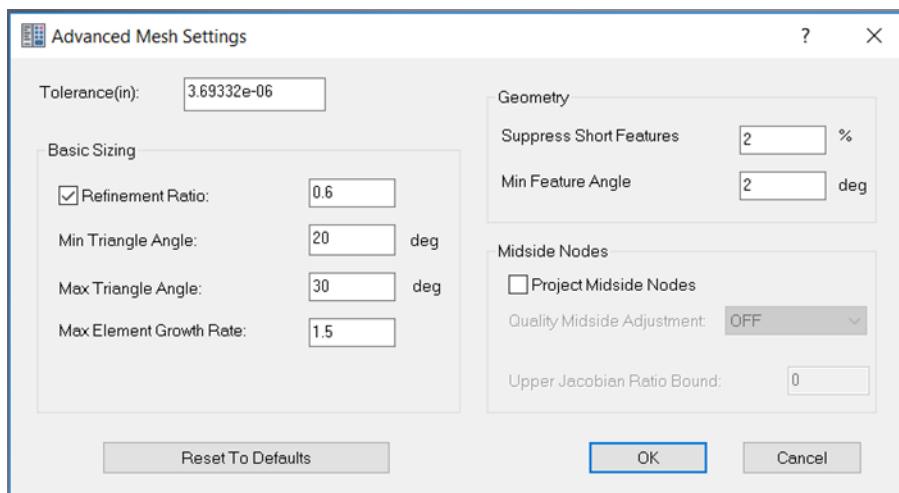 Advanced Mesh Settings
?
Tolerance(in): 3.69332e-06
Basic Sizing
Refinement Ratio: 0.6
Min Triangle Angle: 20 deg
Max Triangle Angle: 30 deg
Max Element Growth Rate: 1.5
Geometry
Suppress Short Features 2 %
Min Feature Angle 2 deg
Midside Nodes
Project Midside Nodes
Quality Midside Adjustment: OFF
Upper Jacobian Ratio Bound: 0
Reset To Defaults
OK
Cancel